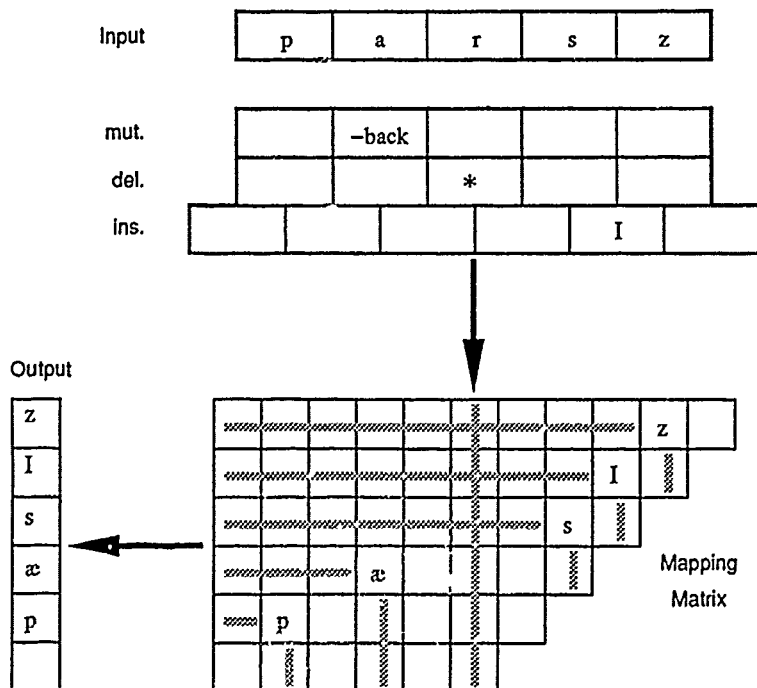 Input p a r s z
mut. –back
del. *
ins. I
Output
z z
I I
s s
æ æ
Mapping
Matrix
p p